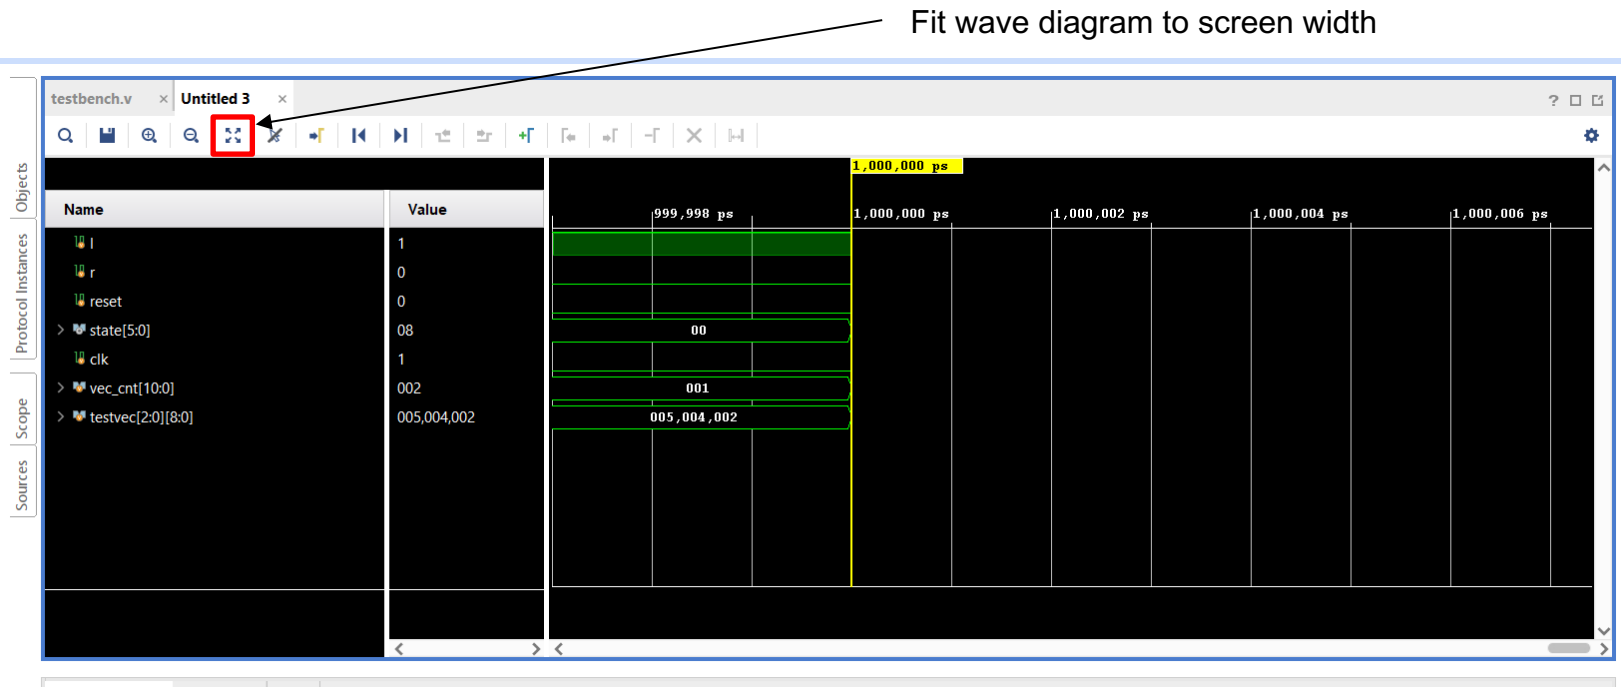 Fit wave diagram to screen width
testbench.v × Untitled 3 ×
?
Objects
Protocol Instances
Scope
Sources
1,000,000 ps
Name Value
999,998 ps 1,000,000 ps 1,000,002 ps 1,000,004 ps 1,000,006 ps
l 1
r 0
reset 0
state[5:0] 08 00
clk 1
vec_cnt[10:0] 002 001
testvec[2:0][8:0] 005,004,002 005,004,002